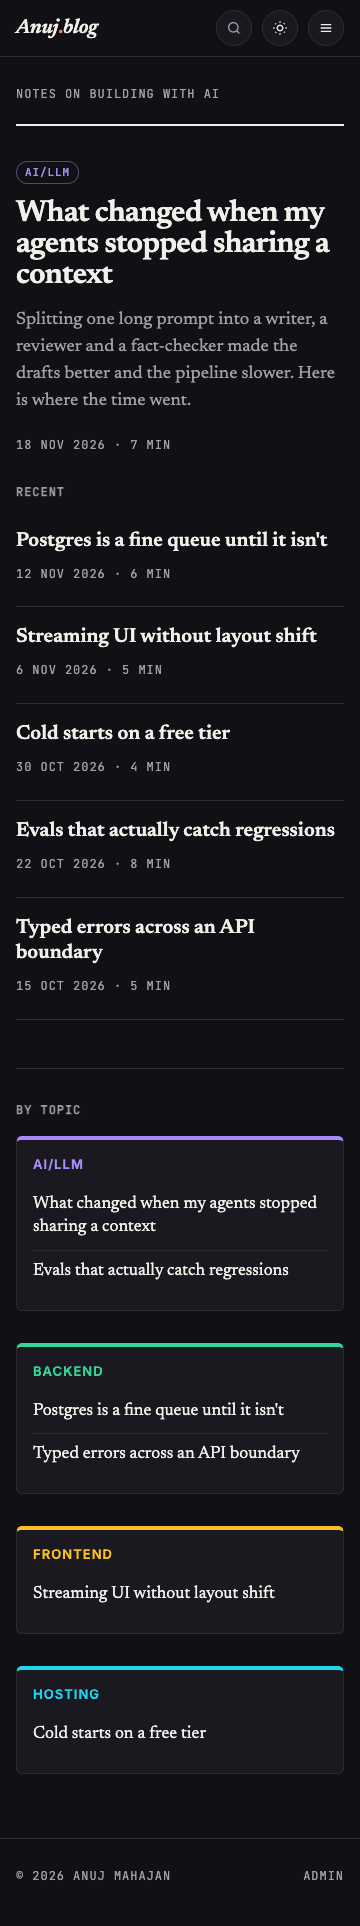 Anuj.blog
NOTES ON BUILDING WITH AI
AI/LLM
What changed when my
agents stopped sharing a
context
Splitting one long prompt into a writer, a
reviewer and a fact-checker made the
drafts better and the pipeline slower. Here
is where the time went.
18 NOV 2026 · 7 MIN
RECENT
Postgres is a fine queue until it isn't
12 NOV 2026 · 6 MIN
Streaming UI without layout shift
6 NOV 2026 · 5 MIN
Cold starts on a free tier
30 OCT 2026 · 4 MIN
Evals that actually catch regressions
22 OCT 2026 · 8 MIN
Typed errors across an API
boundary
15 OCT 2026 · 5 MIN
BY TOPIC
AI/LLM
What changed when my agents stopped
sharing a context
Evals that actually catch regressions
BACKEND
Postgres is a fine queue until it isn't
Typed errors across an API boundary
FRONTEND
Streaming UI without layout shift
HOSTING
Cold starts on a free tier
© 2026 ANUJ MAHAJAN
ADMIN